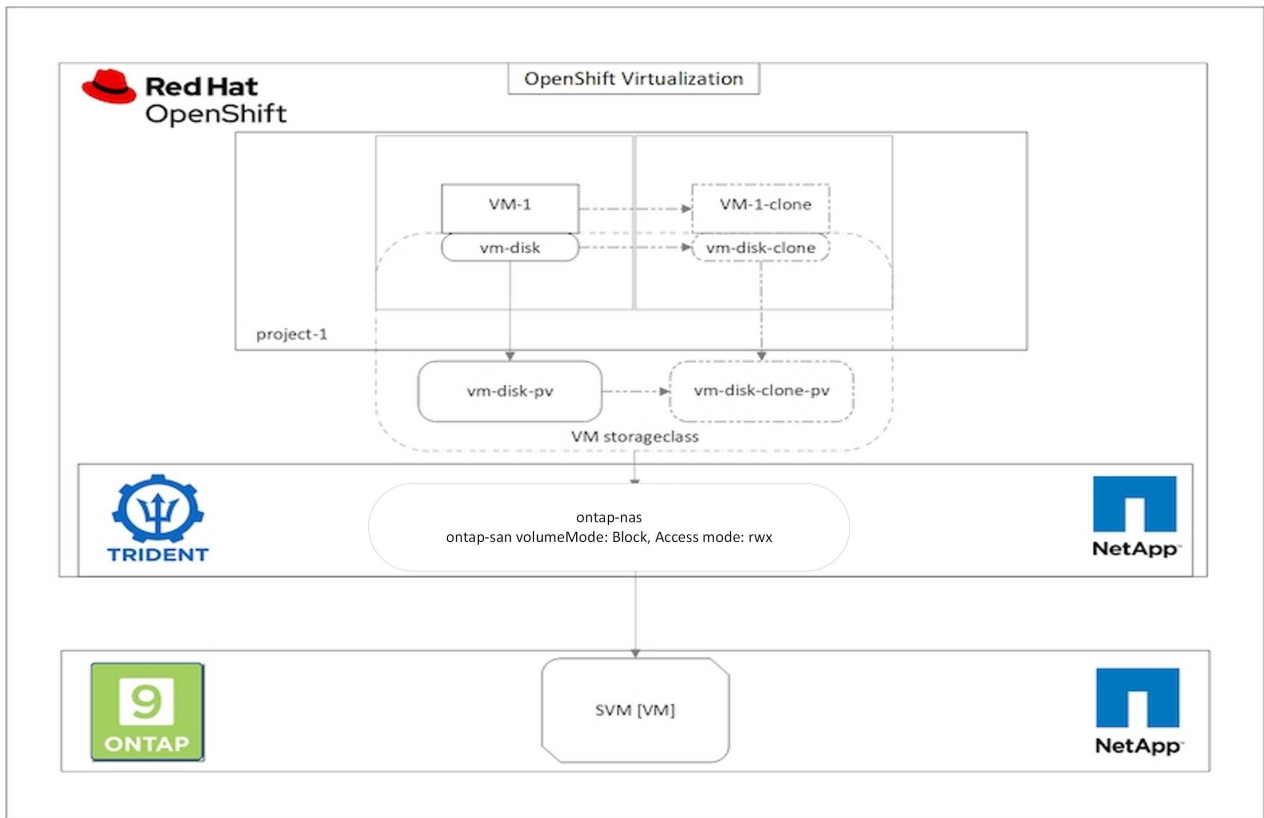 OpenShift Virtualization
Red Hat
OpenShift
VM-1
VM-1-clone
vm-disk
vm-disk-clone
project-1
vm-disk-pv
vm-disk-clone-pv
VM storageclass
TRIDENT
ontap-nas
ontap-san volumeMode: Block, Access mode: rwx
NetApp™
9
ONTAP
SVM [VM]
NetApp™